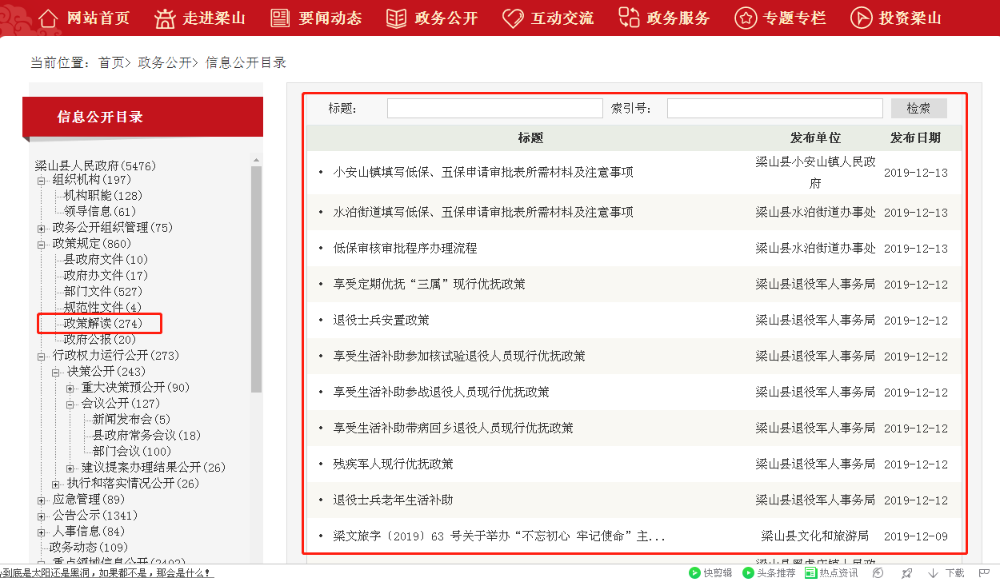 网站首页 走进梁山 要闻动态 政务公开 互动交流 政务服务 专题专栏 投资梁山
当前位置: 首页> 政务公开> 信息公开目录
信息公开目录
梁山县人民政府(5476)
组织机构(197)
机构职能(128)
领导信息(61)
政务公开组织管理(75)
政策规定(860)
县政府文件(10)
政府办文件(17)
部门文件(527)
规范性文件(4)
政策解读(274)
政府公报(20)
行政权力运行公开(273)
决策公开(243)
重大决策预公开(90)
会议公开(127)
新闻发布会(5)
县政府常务会议(18)
部门会议(100)
建议提案办理结果公开(26)
执行和落实情况公开(26)
应急管理(89)
公告公示(1341)
人事信息(84)
政务动态(109)
标题: 索引号: 检索
标题 发布单位 发布日期
• 小安山镇填写低保、五保申请审批表所需材料及注意事项 梁山县小安山镇人民政府 2019-12-13
• 水泊街道填写低保、五保申请审批表所需材料及注意事项 梁山县水泊街道办事处 2019-12-13
• 低保审核审批程序办理流程 梁山县水泊街道办事处 2019-12-13
• 享受定期优抚“三属”现行优抚政策 梁山县退役军人事务局 2019-12-12
• 退役士兵安置政策 梁山县退役军人事务局 2019-12-12
• 享受生活补助参加核试验退役人员现行优抚政策 梁山县退役军人事务局 2019-12-12
• 享受生活补助参战退役人员现行优抚政策 梁山县退役军人事务局 2019-12-12
• 享受生活补助带病回乡退役人员现行优抚政策 梁山县退役军人事务局 2019-12-12
• 残疾军人现行优抚政策 梁山县退役军人事务局 2019-12-12
• 退役士兵老年生活补助 梁山县退役军人事务局 2019-12-12
• 梁文旅字〔2019〕63 号关于举办“不忘初心 牢记使命”主... 梁山县文化和旅游局 2019-12-09
到底是太阳还是黑洞，如果都不是，那会是什么！ 快剪辑 头条推荐 热点资讯 下载